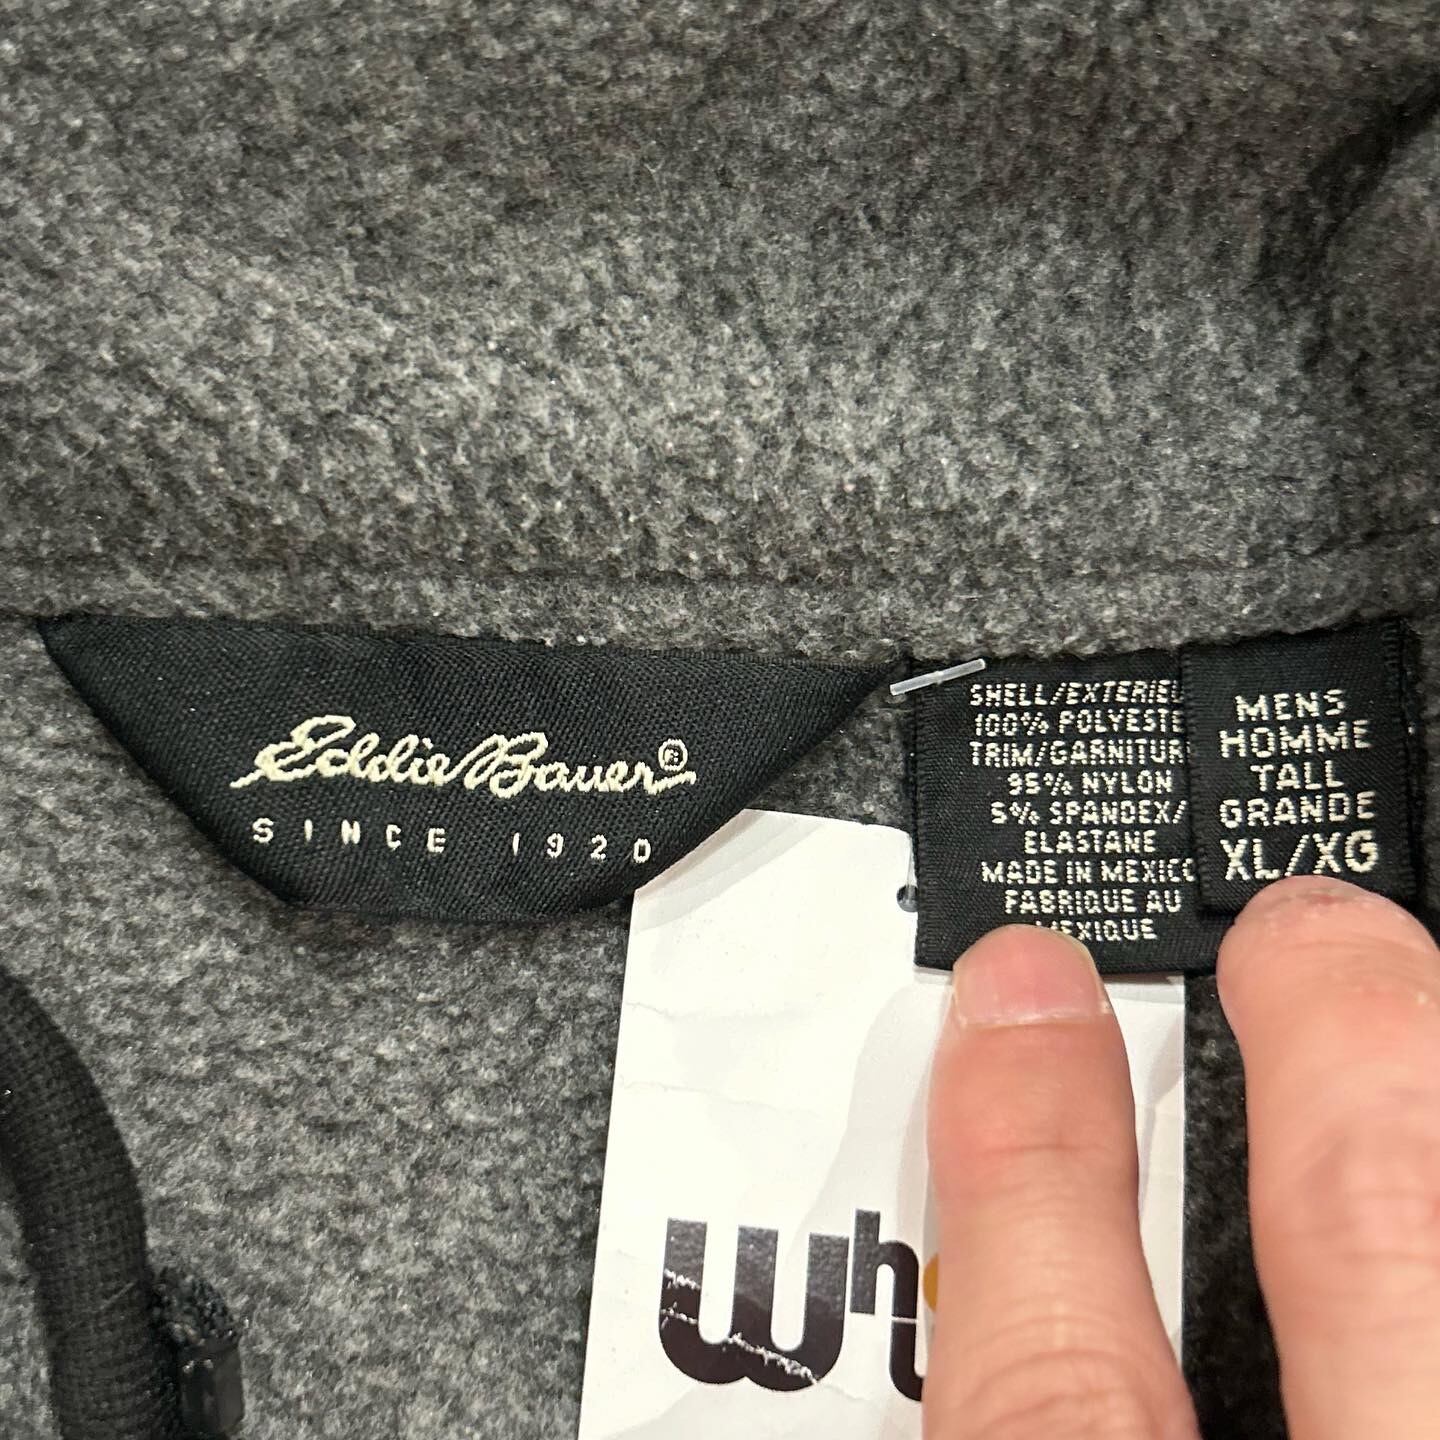 Eddie Bauer®
SINCE 1920
SHELL/EXTERIEU
100% POLYESTE
TRIM/GARNITUR
95% NYLON
5% SPANDEX/
ELASTANE
MADE IN MEXICO
FABRIQUE AU
MEXIQUE
MENS
HOMME
TALL
GRANDE
XL/XG